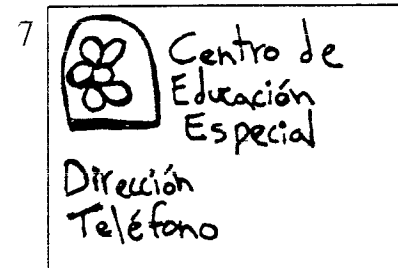 7
Centro de
Educación
Especial
Dirección
Teléfono